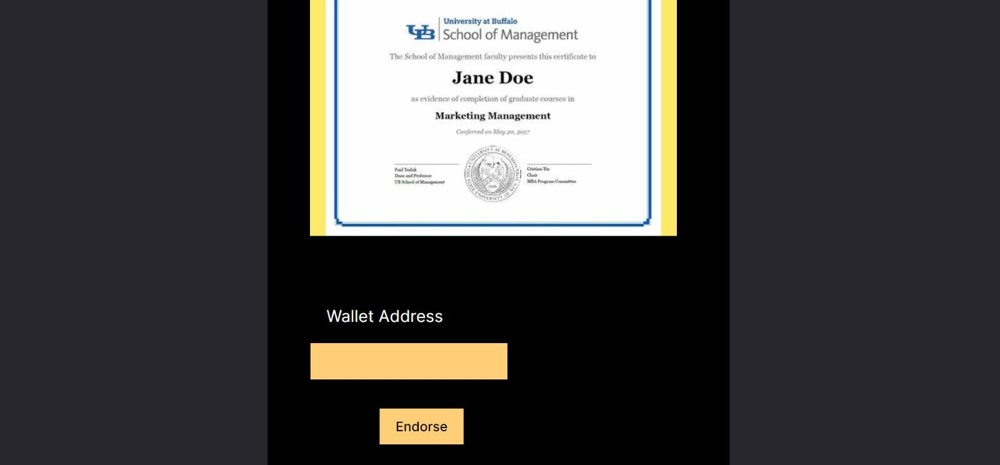 University at Buffalo
UB School of Management
The School of Management faculty presents this certificate to
Jane Doe
as evidence of completion of graduate courses in
Marketing Management
Conferred on May 20, 2017
Paul Tesluk
Dean and Professor
UB School of Management
UNIVERSITY AT BUFFALO
THE STATE UNIVERSITY OF NEW YORK
1846
Cristian Tiu
Chair
MBA Program Committee
Wallet Address
Endorse